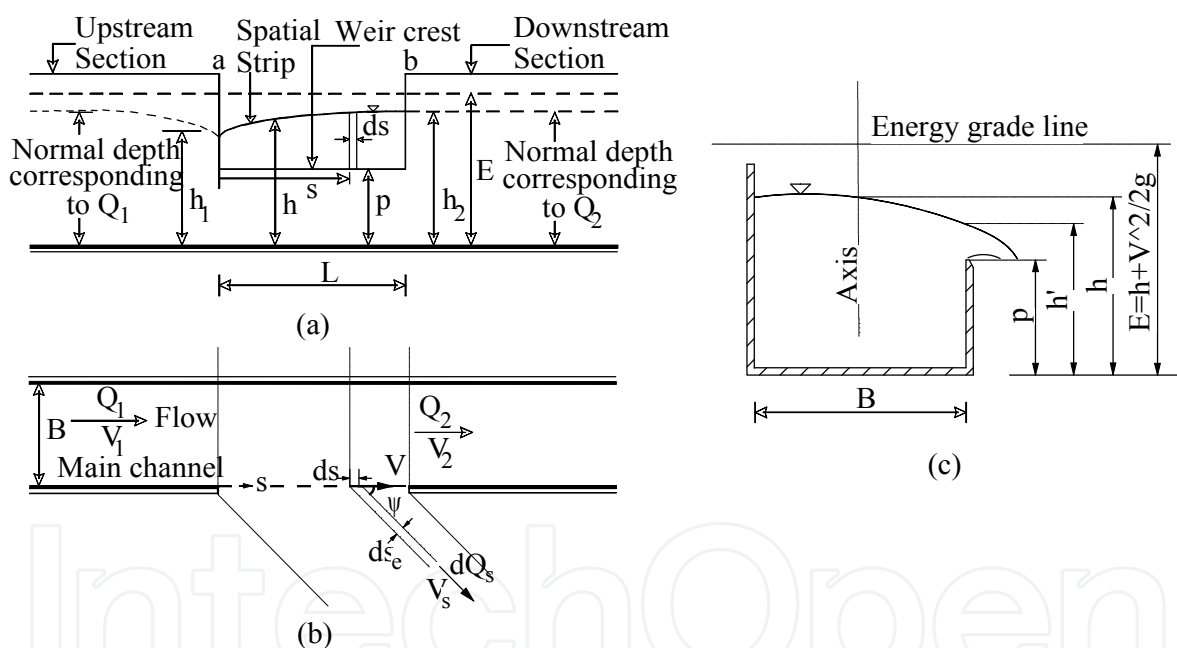 Upstream
Section
a
Spatial
Strip
Weir crest
b
Downstream
Section
ds
Normal depth
corresponding
to Q₁
h₁
h
s
p
h₂
E
Normal depth
corresponding
to Q₂
L
(a)
B
Q₁
V₁
Flow
Q₂
V₂
Main channel
s
ds
V
ψ
dsₑ
dQₛ
Vₛ
(b)
Energy grade line
Axis
p
h'
h
E=h+V^2/2g
B
(c)
IntechOpen